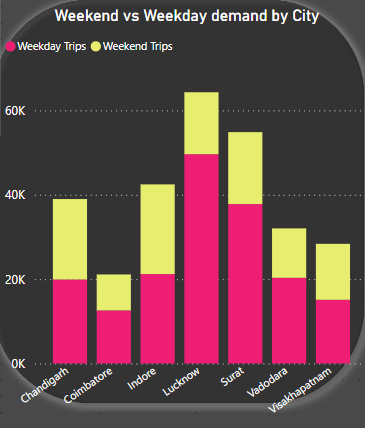 Weekend vs Weekday demand by City
Weekday Trips Weekend Trips
60K
40K
20K
0K
Chandigarh
Coimbatore
Indore
Lucknow
Surat
Vadodara
Visakhapatnam